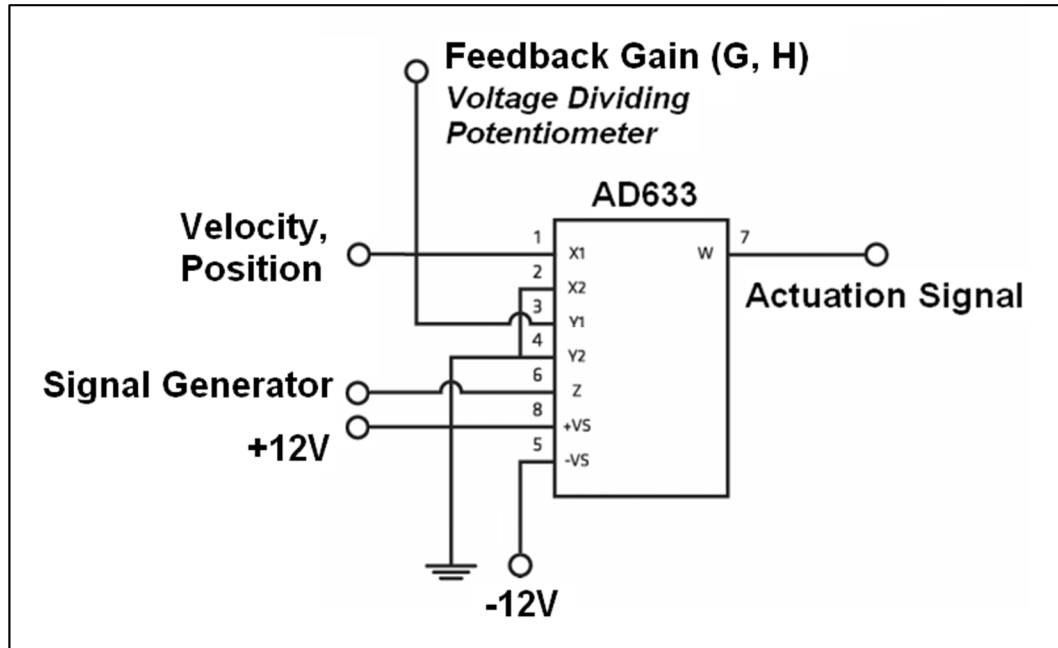 Feedback Gain (G, H)
Voltage Dividing
Potentiometer
AD633
Velocity,
Position
1
X1
W
7
2
X2
3
Y1
Actuation Signal
4
Y2
Signal Generator
6
Z
+12V
8
+VS
5
-VS
-12V